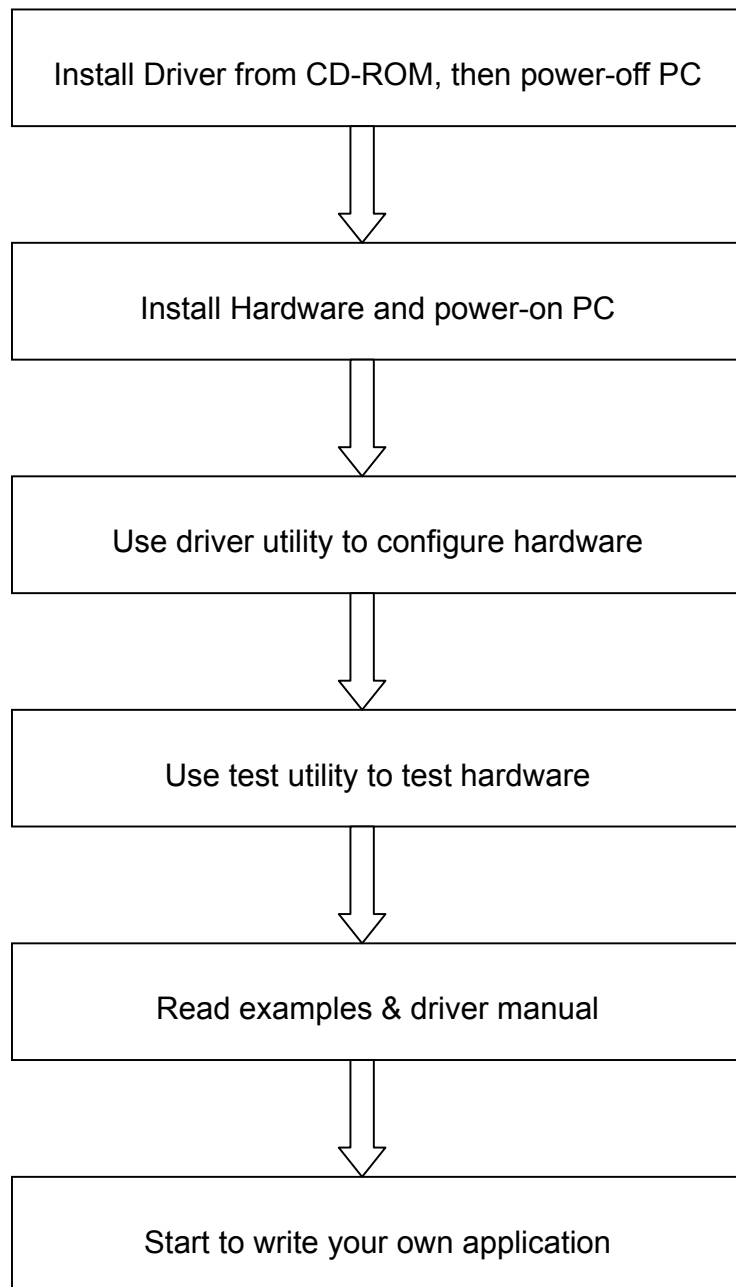 Install Driver from CD-ROM, then power-off PC
Install Hardware and power-on PC
Use driver utility to configure hardware
Use test utility to test hardware
Read examples & driver manual
Start to write your own application